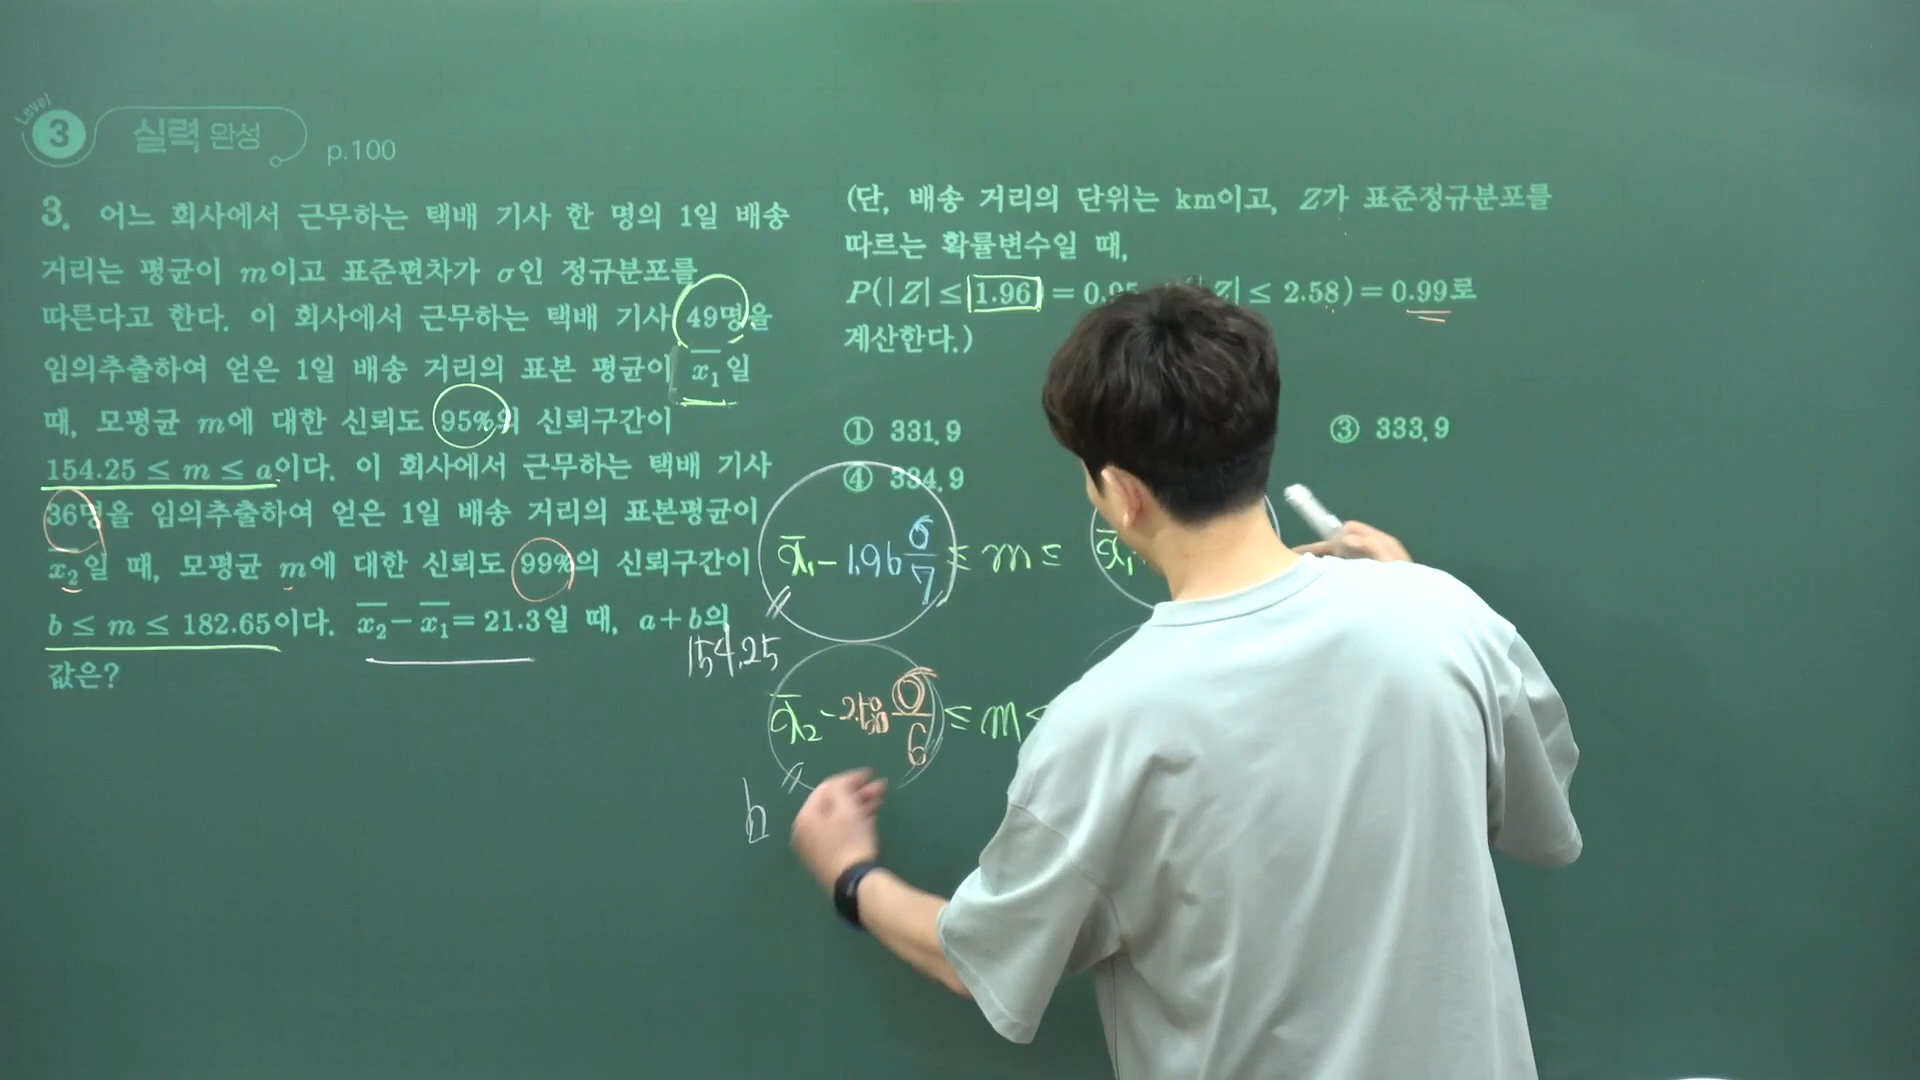 Level
3 실력 완성 p.100
3. 어느 회사에서 근무하는 택배 기사 한 명의 1일 배송
거리는 평균이 m이고 표준편차가 σ인 정규분포를
따른다고 한다. 이 회사에서 근무하는 택배 기사 49명을
임의추출하여 얻은 1일 배송 거리의 표본 평균이 x̄₁일
때, 모평균 m에 대한 신뢰도 95%의 신뢰구간이
154.25 ≤ m ≤ a이다. 이 회사에서 근무하는 택배 기사
36명을 임의추출하여 얻은 1일 배송 거리의 표본평균이
x̄₂일 때, 모평균 m에 대한 신뢰도 99%의 신뢰구간이
b ≤ m ≤ 182.65이다. x̄₂ − x̄₁ = 21.3일 때, a+b의
값은?
(단, 배송 거리의 단위는 km이고, Z가 표준정규분포를
따르는 확률변수일 때,
P(|Z| ≤ 1.96) = 0.95 Z| ≤ 2.58) = 0.99로
계산한다.)
① 331.9
③ 333.9
④ 334.9
x̄₁ − 1.96 σ/7 ≤ m ≤ x̄₁
154.25
x̄₂ − 2.58 σ/6 ≤ m ≤
b